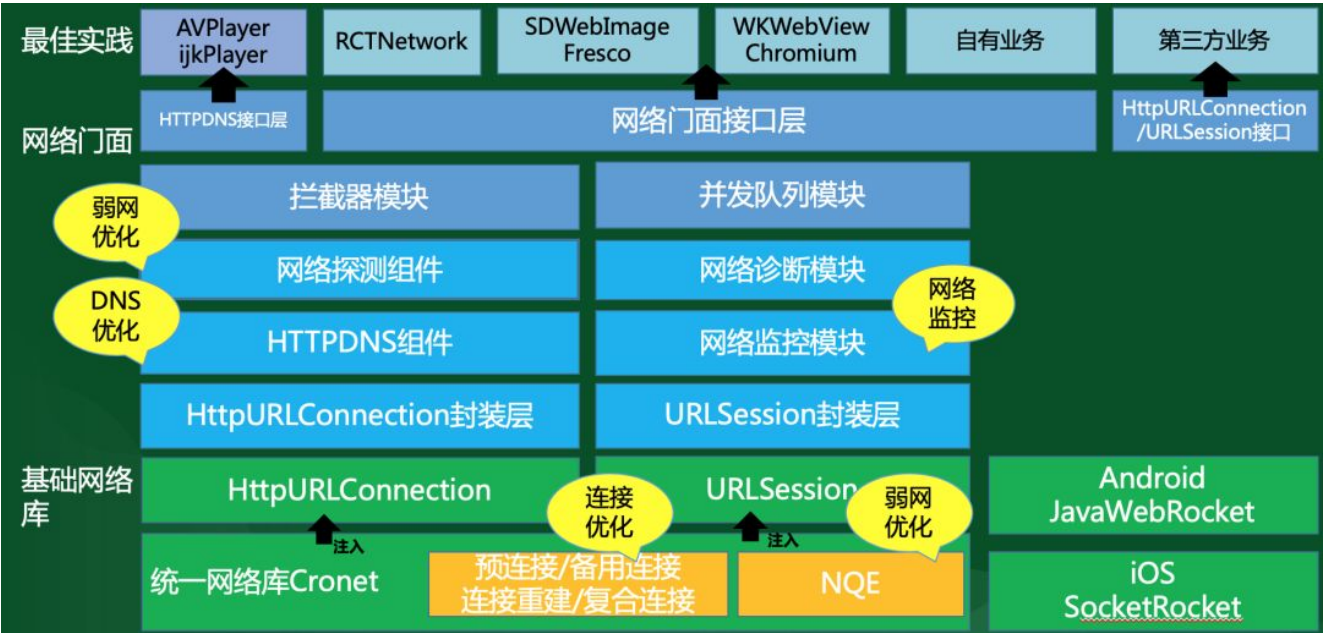 最佳实践
AVPlayer
ijkPlayer
RCTNetwork
SDWebImage
Fresco
WKWebView
Chromium
自有业务
第三方业务
网络门面
HTTPDNS接口层
网络门面接口层
HttpURLConnection
/URLSession接口
拦截器模块
并发队列模块
弱网
优化
网络探测组件
网络诊断模块
DNS
优化
网络
监控
HTTPDNS组件
网络监控模块
HttpURLConnection封装层
URLSession封装层
基础网络
库
HttpURLConnection
URLSession
连接
优化
弱网
优化
Android
JavaWebRocket
注入
注入
统一网络库Cronet
预连接/备用连接
连接重建/复合连接
NQE
iOS
SocketRocket